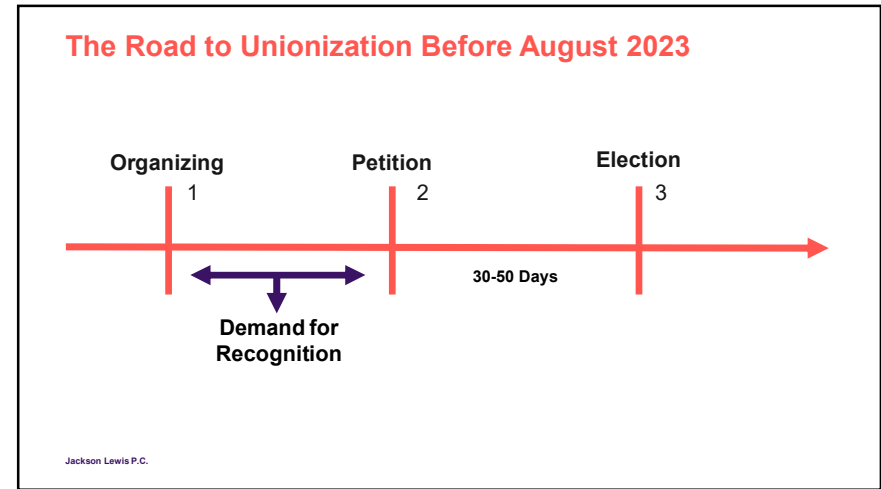 The Road to Unionization Before August 2023
Organizing
1
Petition
2
Election
3
30-50 Days
Demand for
Recognition
Jackson Lewis P.C.